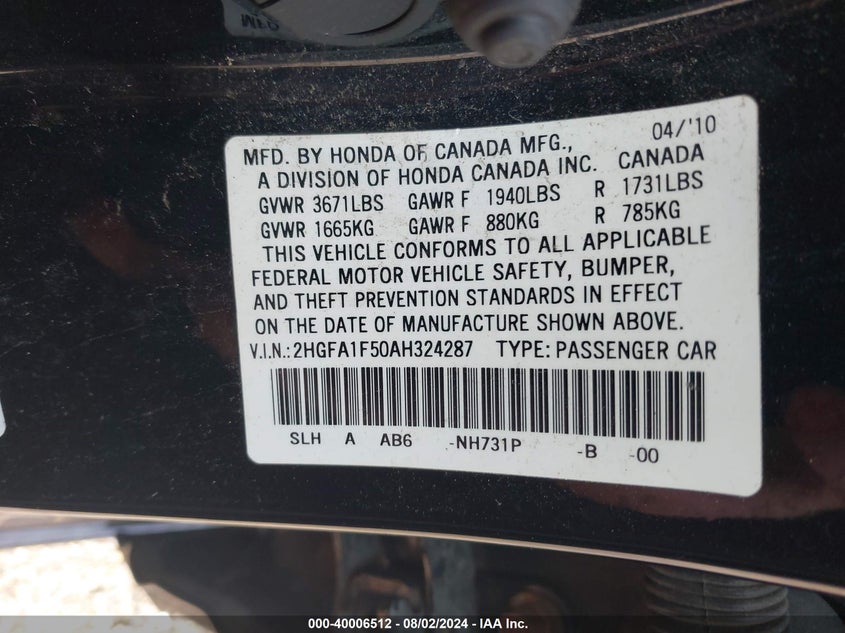 04/'10
MFD. BY HONDA OF CANADA MFG.,
A DIVISION OF HONDA CANADA INC. CANADA
GVWR 3671LBS GAWR F 1940LBS R 1731LBS
GVWR 1665KG GAWR F 880KG R 785KG
THIS VEHICLE CONFORMS TO ALL APPLICABLE
FEDERAL MOTOR VEHICLE SAFETY, BUMPER,
AND THEFT PREVENTION STANDARDS IN EFFECT
ON THE DATE OF MANUFACTURE SHOWN ABOVE.
V.I.N.:2HGFA1F50AH324287 TYPE: PASSENGER CAR
SLH A AB6 -NH731P -B -00
000-40006512 - 08/02/2024 - IAA Inc.